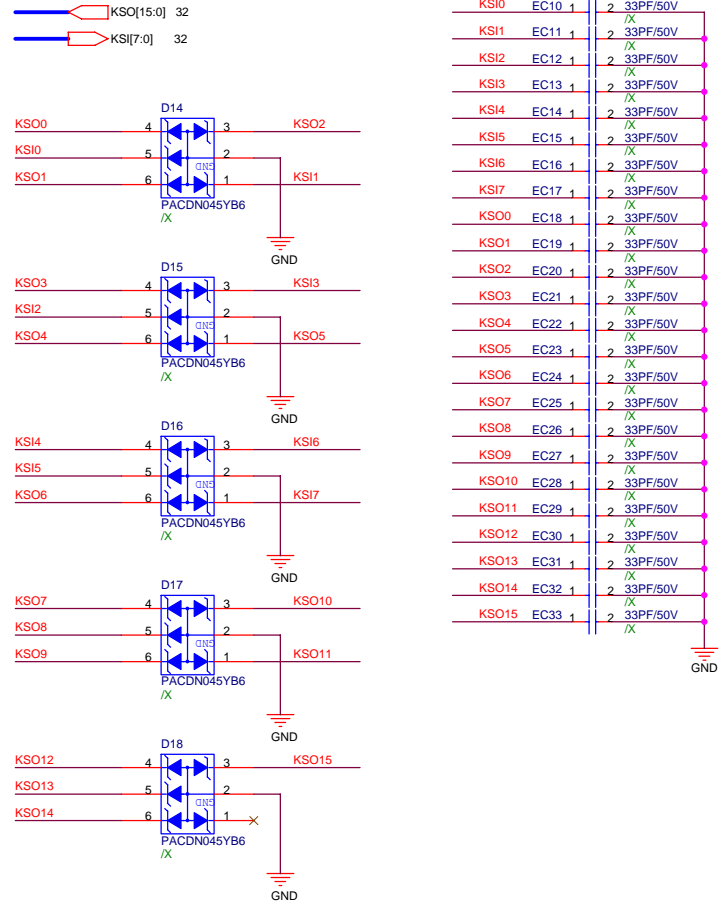 KSO[15:0] 32
KSI[7:0] 32
D14
KSO0 4 3 KSO2
KSI0 5 2
GND
KSO1 6 1 KSI1
PACDN045YB6
/X
GND
D15
KSO3 4 3 KSI3
KSI2 5 2
GND
KSO4 6 1 KSO5
PACDN045YB6
/X
GND
D16
KSI4 4 3 KSI6
KSI5 5 2
GND
KSO6 6 1 KSI7
PACDN045YB6
/X
GND
D17
KSO7 4 3 KSO10
KSO8 5 2
GND
KSO9 6 1 KSO11
PACDN045YB6
/X
GND
D18
KSO12 4 3 KSO15
KSO13 5 2
GND
KSO14 6 1
PACDN045YB6
/X
GND
KSI0 EC10 1 2 33PF/50V
/X
KSI1 EC11 1 2 33PF/50V
/X
KSI2 EC12 1 2 33PF/50V
/X
KSI3 EC13 1 2 33PF/50V
/X
KSI4 EC14 1 2 33PF/50V
/X
KSI5 EC15 1 2 33PF/50V
/X
KSI6 EC16 1 2 33PF/50V
/X
KSI7 EC17 1 2 33PF/50V
/X
KSO0 EC18 1 2 33PF/50V
/X
KSO1 EC19 1 2 33PF/50V
/X
KSO2 EC20 1 2 33PF/50V
/X
KSO3 EC21 1 2 33PF/50V
/X
KSO4 EC22 1 2 33PF/50V
/X
KSO5 EC23 1 2 33PF/50V
/X
KSO6 EC24 1 2 33PF/50V
/X
KSO7 EC25 1 2 33PF/50V
/X
KSO8 EC26 1 2 33PF/50V
/X
KSO9 EC27 1 2 33PF/50V
/X
KSO10 EC28 1 2 33PF/50V
/X
KSO11 EC29 1 2 33PF/50V
/X
KSO12 EC30 1 2 33PF/50V
/X
KSO13 EC31 1 2 33PF/50V
/X
KSO14 EC32 1 2 33PF/50V
/X
KSO15 EC33 1 2 33PF/50V
/X
GND